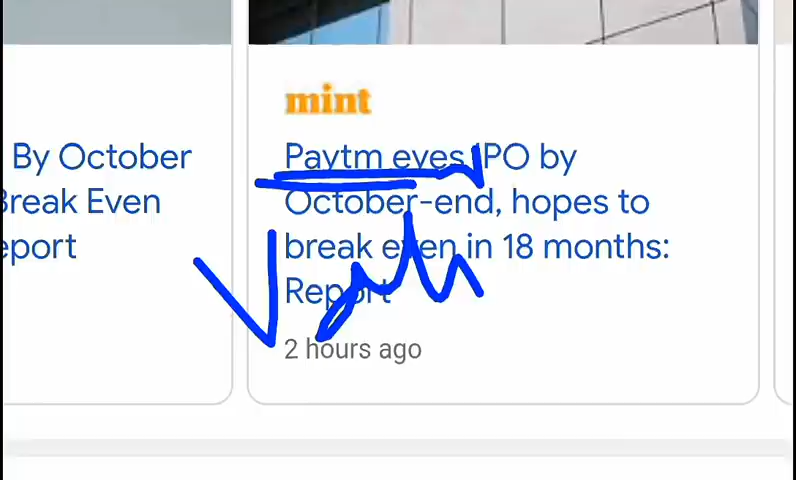 mint
By October
Break Even
eport
Paytm eyes IPO by
October-end, hopes to
break even in 18 months:
Report
2 hours ago